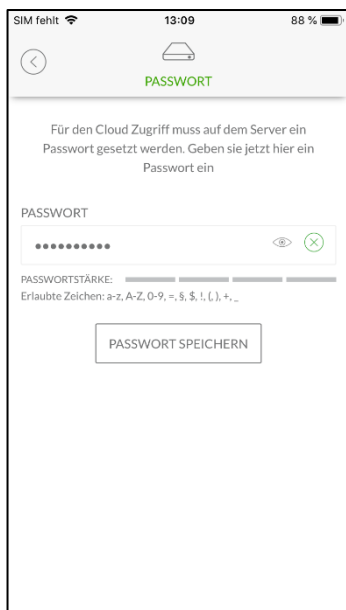 SIM fehlt 13:09 88 %
PASSWORT
Für den Cloud Zugriff muss auf dem Server ein
Passwort gesetzt werden. Geben sie jetzt hier ein
Passwort ein
PASSWORT
●●●●●●●●●●
PASSWORTSTÄRKE:
Erlaubte Zeichen: a-z, A-Z, 0-9, =, §, $, !, (, ), +, _
PASSWORT SPEICHERN